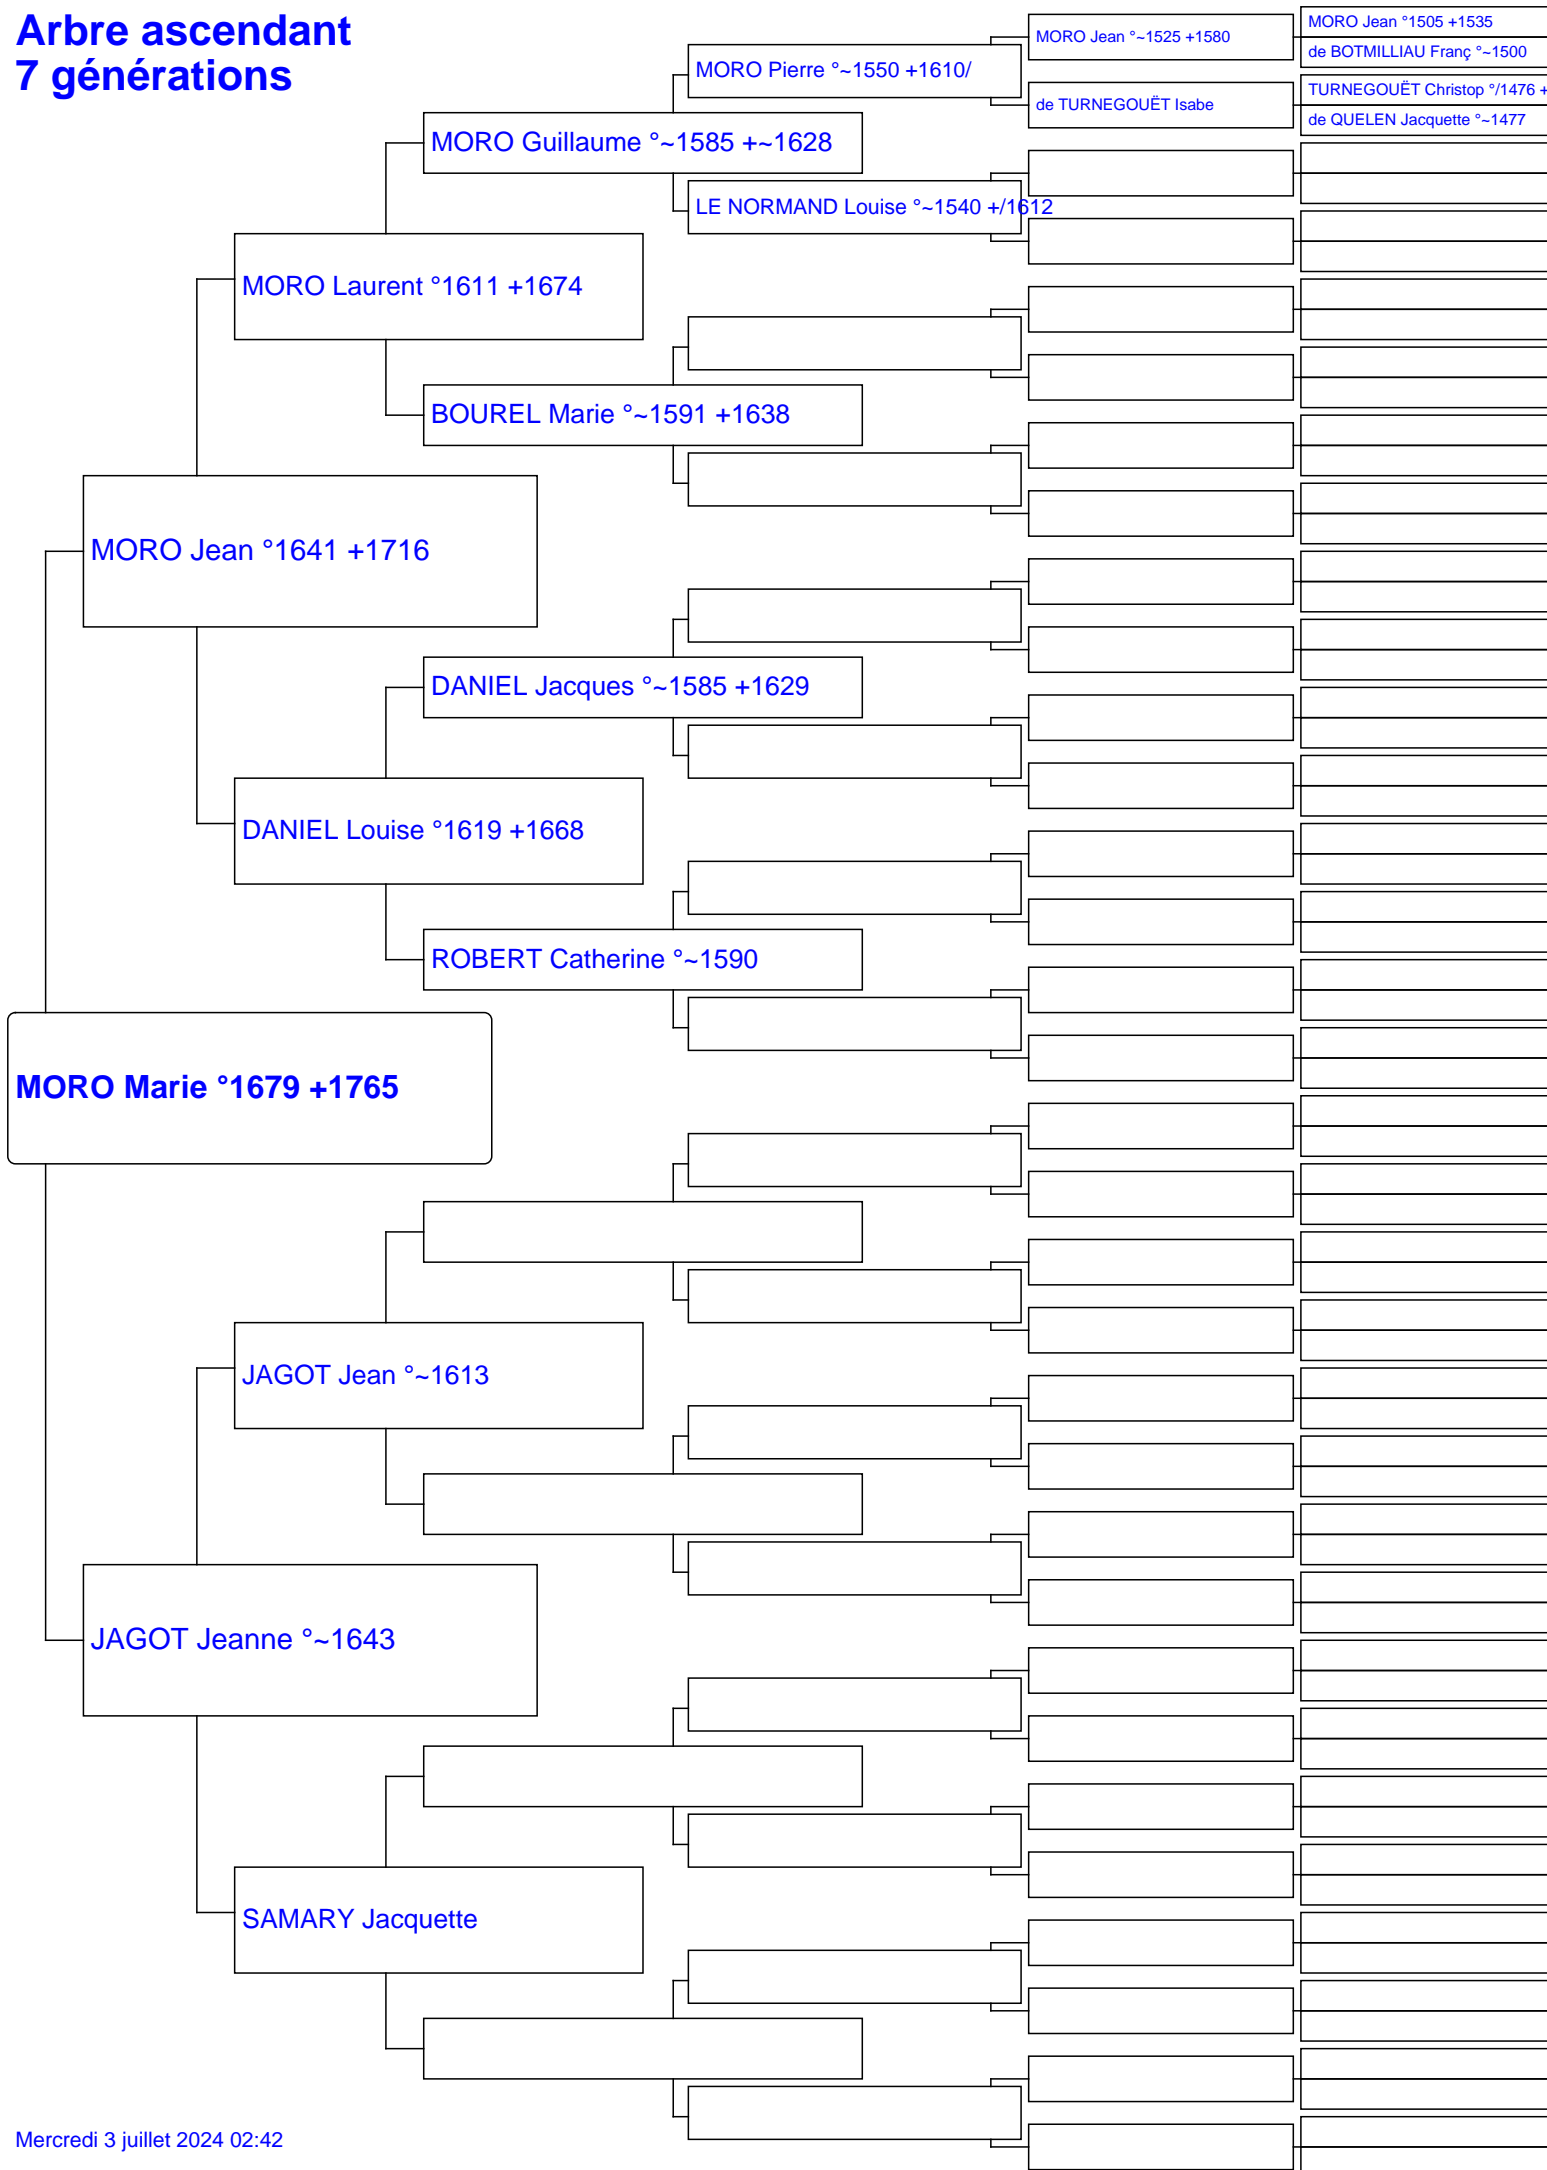 Arbre ascendant
7 générations
MORO Jean °1505 +1535
MORO Jean °~1525 +1580
de BOTMILLIAU Franç °~1500
MORO Pierre °~1550 +1610/
TURNEGOUËT Christop °/1476 +
de TURNEGOUËT Isabe
de QUELEN Jacquette °~1477
MORO Guillaume °~1585 +~1628
LE NORMAND Louise °~1540 +/1612
MORO Laurent °1611 +1674
BOUREL Marie °~1591 +1638
MORO Jean °1641 +1716
DANIEL Jacques °~1585 +1629
DANIEL Louise °1619 +1668
ROBERT Catherine °~1590
MORO Marie °1679 +1765
JAGOT Jean °~1613
JAGOT Jeanne °~1643
SAMARY Jacquette
Mercredi 3 juillet 2024 02:42